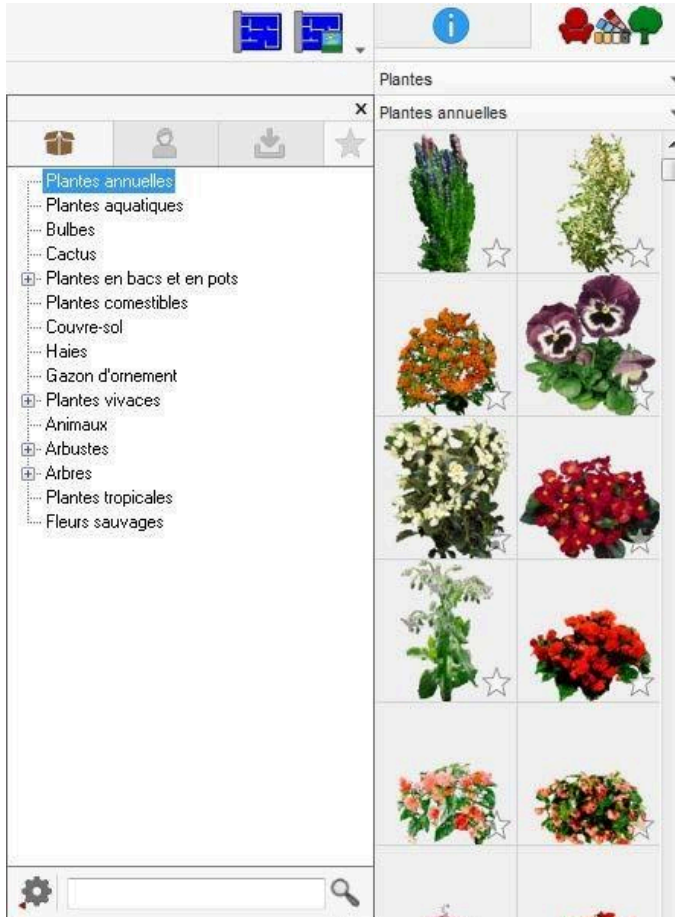 Plantes
Plantes annuelles
Plantes annuelles
Plantes aquatiques
Bulbes
Cactus
Plantes en bacs et en pots
Plantes comestibles
Couvre-sol
Haies
Gazon d'ornement
Plantes vivaces
Animaux
Arbustes
Arbres
Plantes tropicales
Fleurs sauvages